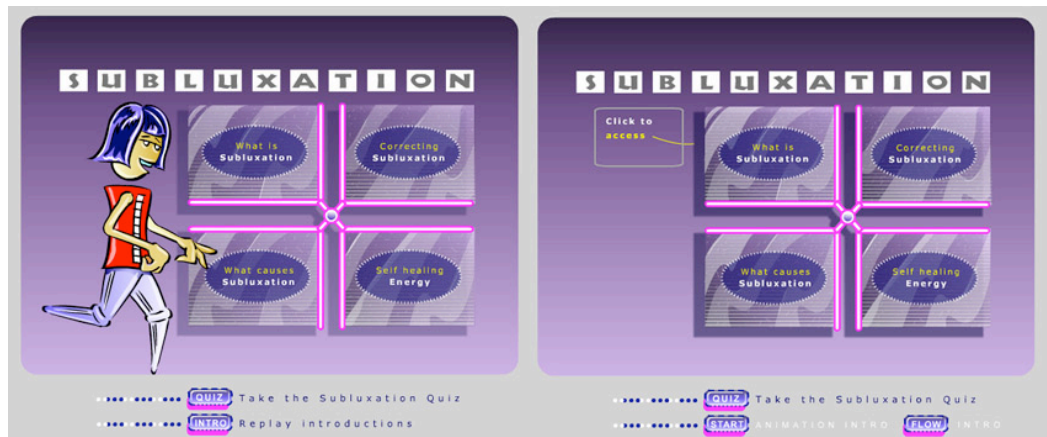 SUBLUXATION
What is
Subluxation
Correcting
Subluxation
What causes
Subluxation
Self healing
Energy
QUIZ Take the Subluxation Quiz
INTRO Replay introductions
SUBLUXATION
Click to
access
What is
Subluxation
Correcting
Subluxation
What causes
Subluxation
Self healing
Energy
QUIZ Take the Subluxation Quiz
START ANIMATION INTRO FLOW INTRO